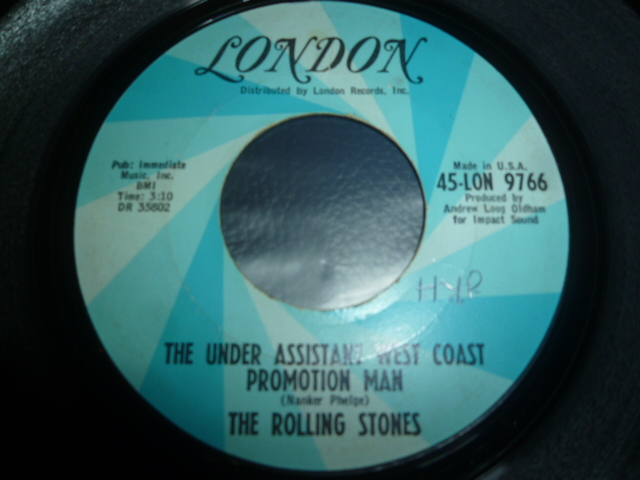 LONDON
Distributed by London Records, Inc.
Pub: Immediate
Music, Inc.
BMI
Time: 3:10
DR 35802
Made in U.S.A.
45-LON 9766
Produced by
Andrew Loog Oldham
for Impact Sound
THE UNDER ASSISTANT WEST COAST
PROMOTION MAN
(Nanker Phelge)
THE ROLLING STONES